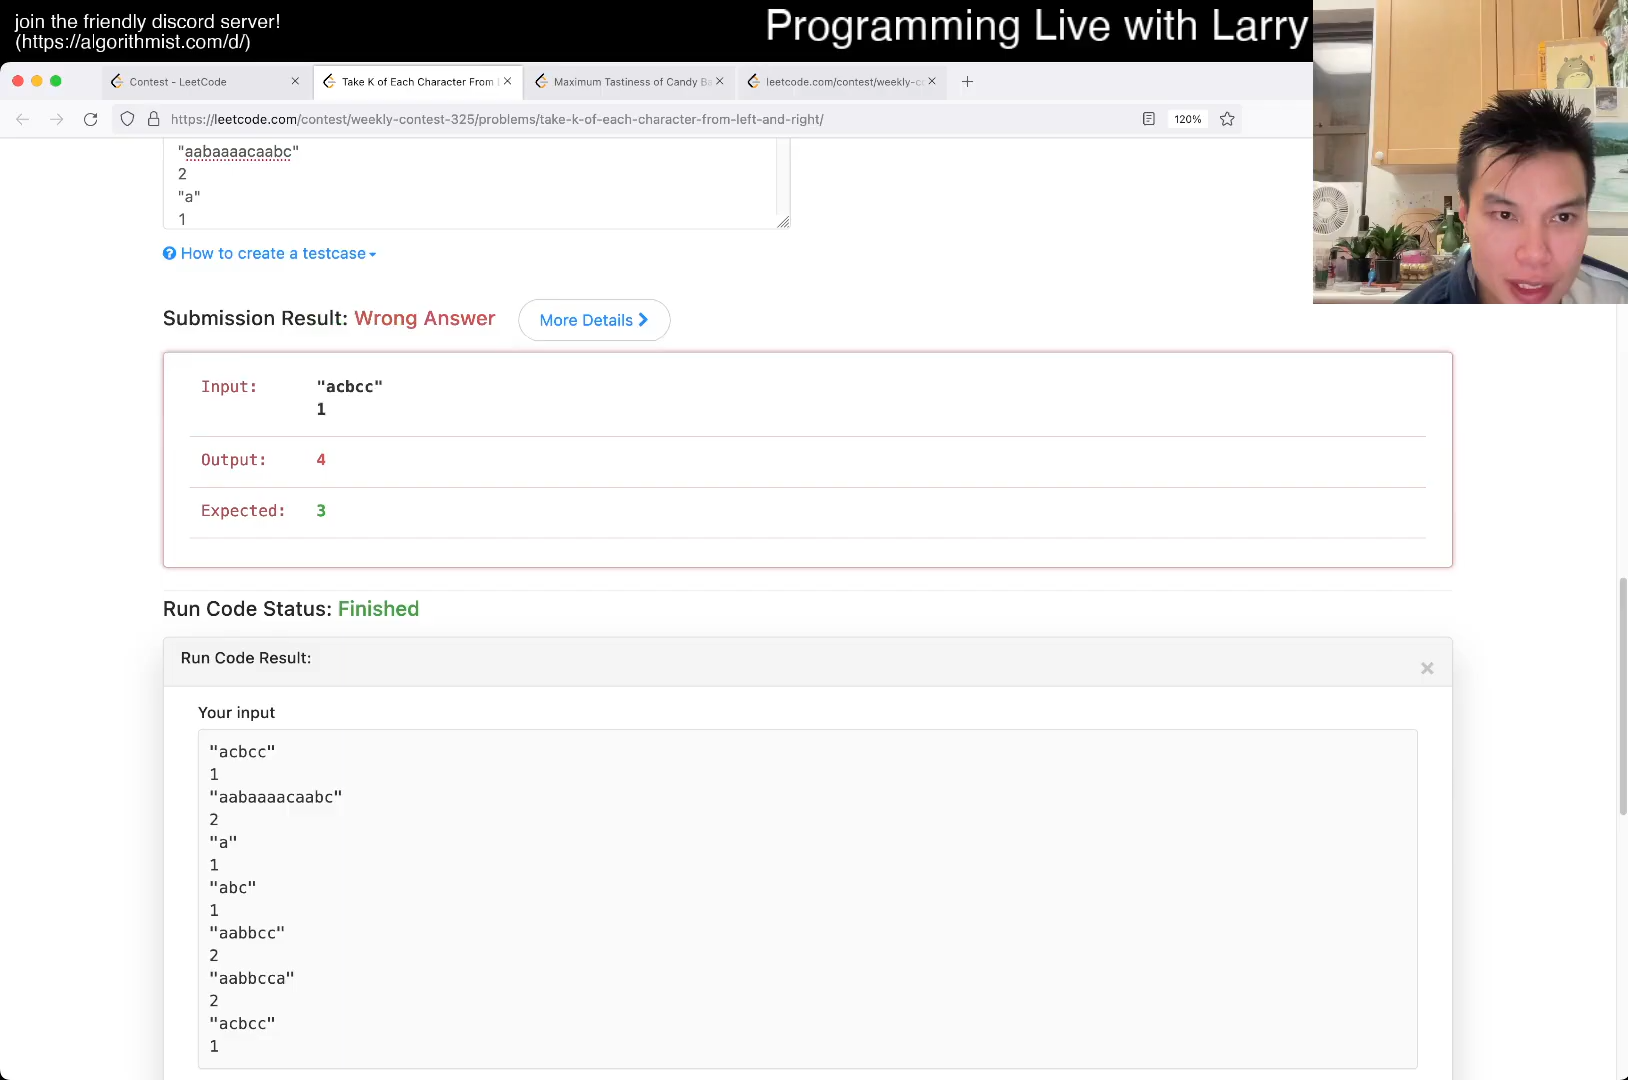 join the friendly discord server!
(https://algorithmist.com/d/)
Programming Live with Larry
Contest - LeetCode
Take K of Each Character From
Maximum Tastiness of Candy Ba
leetcode.com/contest/weekly-c
https://leetcode.com/contest/weekly-contest-325/problems/take-k-of-each-character-from-left-and-right/
120%
"aabaaaacaabc"
2
"a"
1
How to create a testcase
Submission Result: Wrong Answer
More Details
Input: "acbcc"
1
Output: 4
Expected: 3
Run Code Status: Finished
Run Code Result:
Your input
"acbcc"
1
"aabaaaacaabc"
2
"a"
1
"abc"
1
"aabbcc"
2
"aabbcca"
2
"acbcc"
1